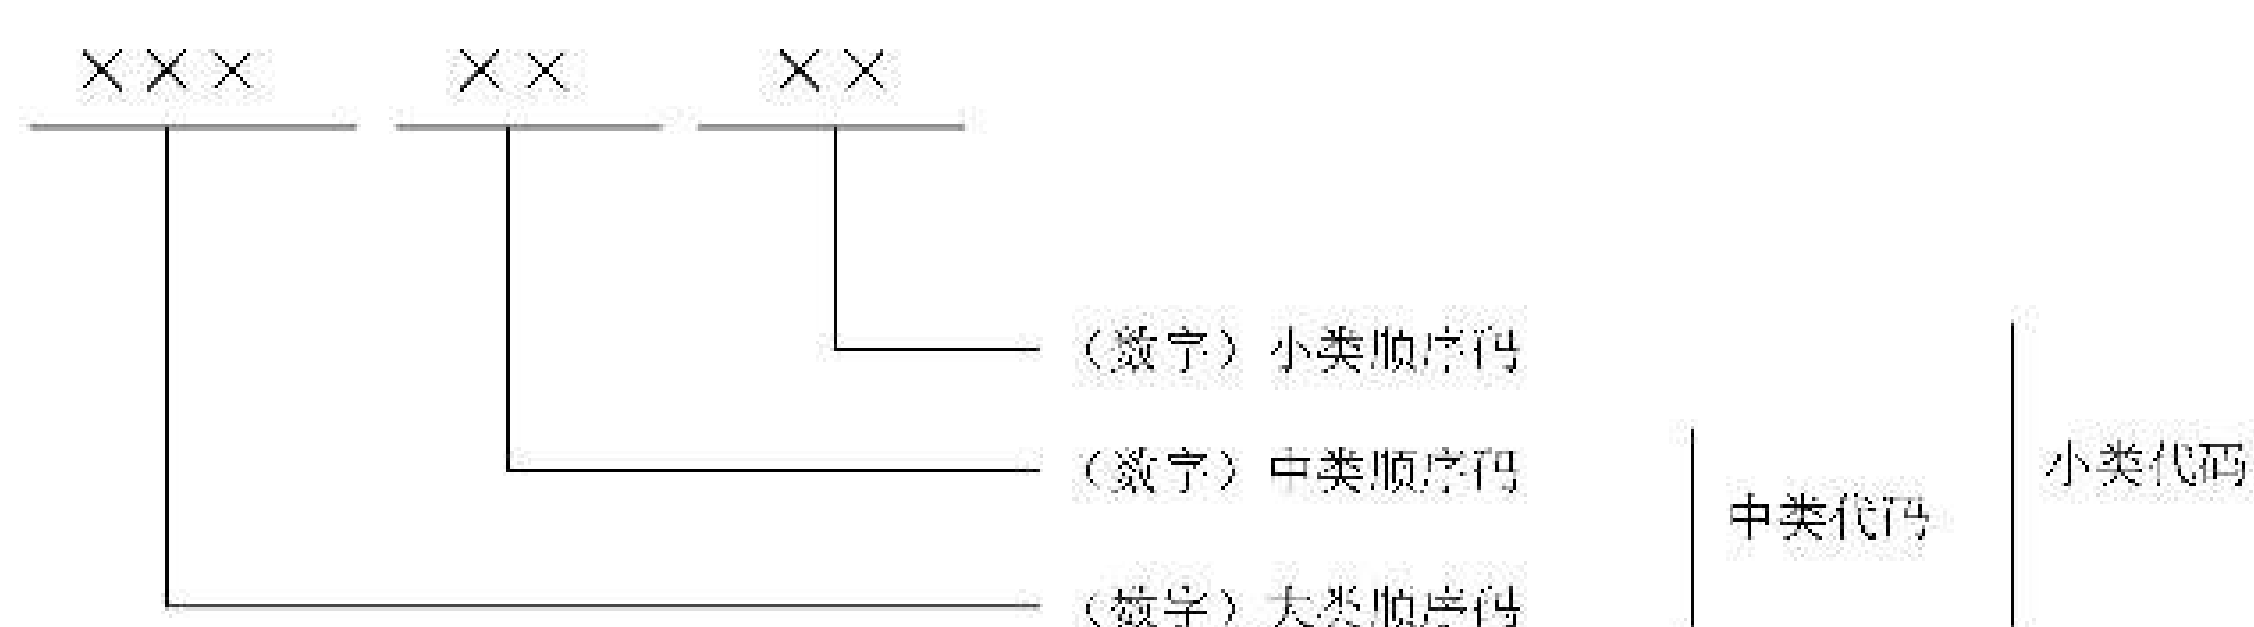 ××× ×× ××
（数字）小类顺序码
（数字）中类顺序码
小类代码
中类代码
（数字）大类顺序码